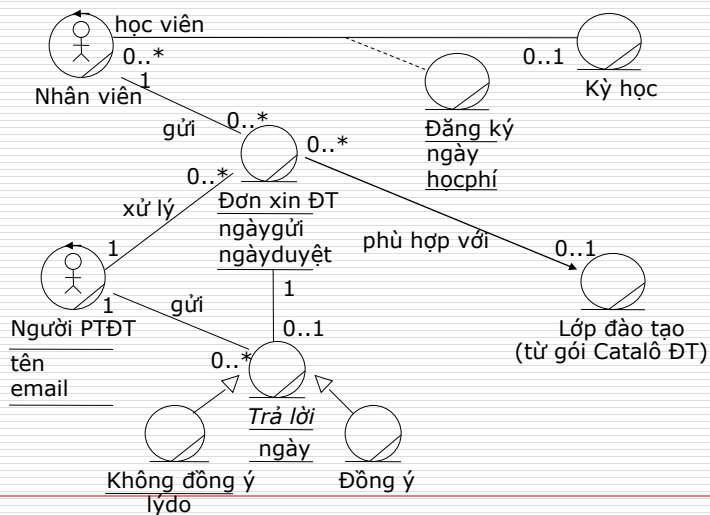 học viên
0..*
1
0..1
Nhân viên
Kỳ học
gửi
0..*
Đăng ký
ngày
họcphí
0..*
0..*
xử lý
Đơn xin ĐT
ngàygửi
ngàyduyệt
phù hợp với
0..1
1
1
gửi
1
0..1
Người PTĐT
tên
email
Lớp đào tạo
(từ gói Catalô ĐT)
0..*
Trả lời
ngày
Không đồng ý
lýdo
Đồng ý